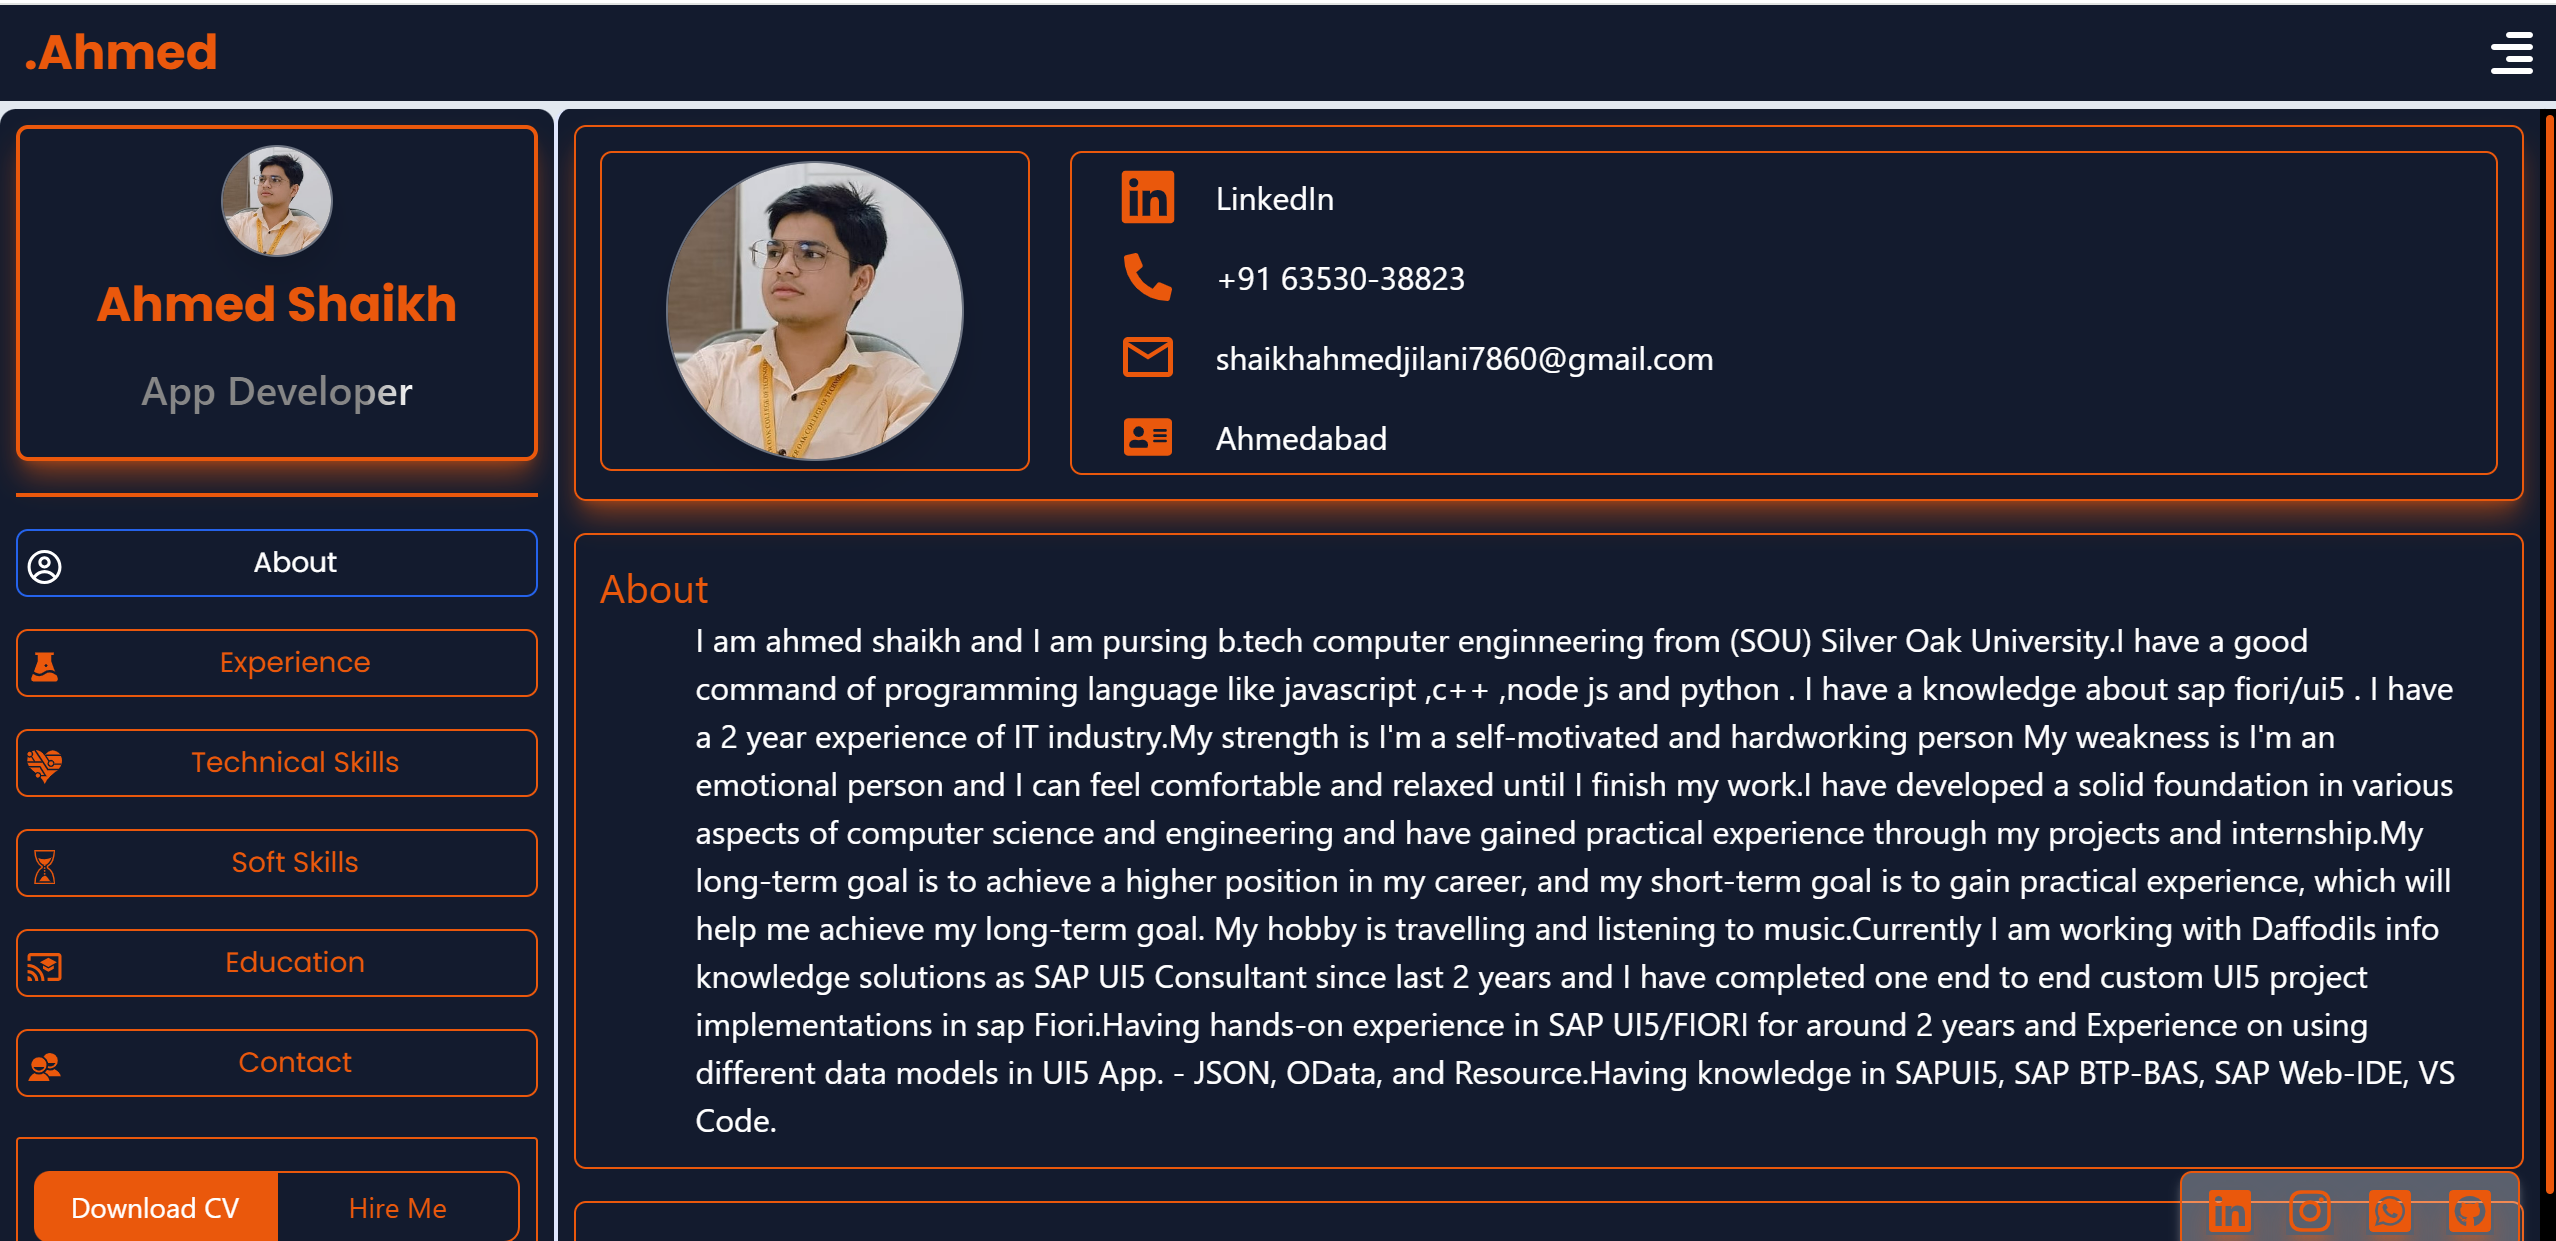 .Ahmed
Ahmed Shaikh
App Developer
About
Experience
Technical Skills
Soft Skills
Education
Contact
Download CV
Hire Me
LinkedIn
+91 63530-38823
shaikhahmedjilani7860@gmail.com
Ahmedabad
About
I am ahmed shaikh and I am pursing b.tech computer enginneering from (SOU) Silver Oak University.I have a good
command of programming language like javascript ,c++ ,node js and python . I have a knowledge about sap fiori/ui5 . I have
a 2 year experience of IT industry.My strength is I'm a self-motivated and hardworking person My weakness is I'm an
emotional person and I can feel comfortable and relaxed until I finish my work.I have developed a solid foundation in various
aspects of computer science and engineering and have gained practical experience through my projects and internship.My
long-term goal is to achieve a higher position in my career, and my short-term goal is to gain practical experience, which will
help me achieve my long-term goal. My hobby is travelling and listening to music.Currently I am working with Daffodils info
knowledge solutions as SAP UI5 Consultant since last 2 years and I have completed one end to end custom UI5 project
implementations in sap Fiori.Having hands-on experience in SAP UI5/FIORI for around 2 years and Experience on using
different data models in UI5 App. - JSON, OData, and Resource.Having knowledge in SAPUI5, SAP BTP-BAS, SAP Web-IDE, VS
Code.